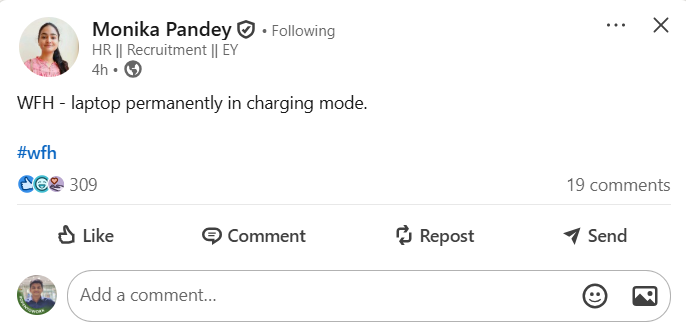 Monika Pandey • Following
HR || Recruitment || EY
4h •
WFH - laptop permanently in charging mode.
#wfh
309 19 comments
Like Comment Repost Send
Add a comment...